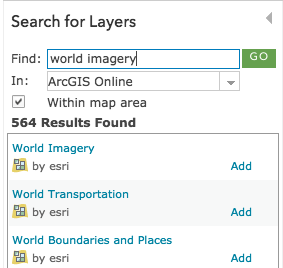 Search for Layers
Find: world imagery GO
In: ArcGIS Online
Within map area
564 Results Found
World Imagery
by esri Add
World Transportation
by esri Add
World Boundaries and Places
by esri Add